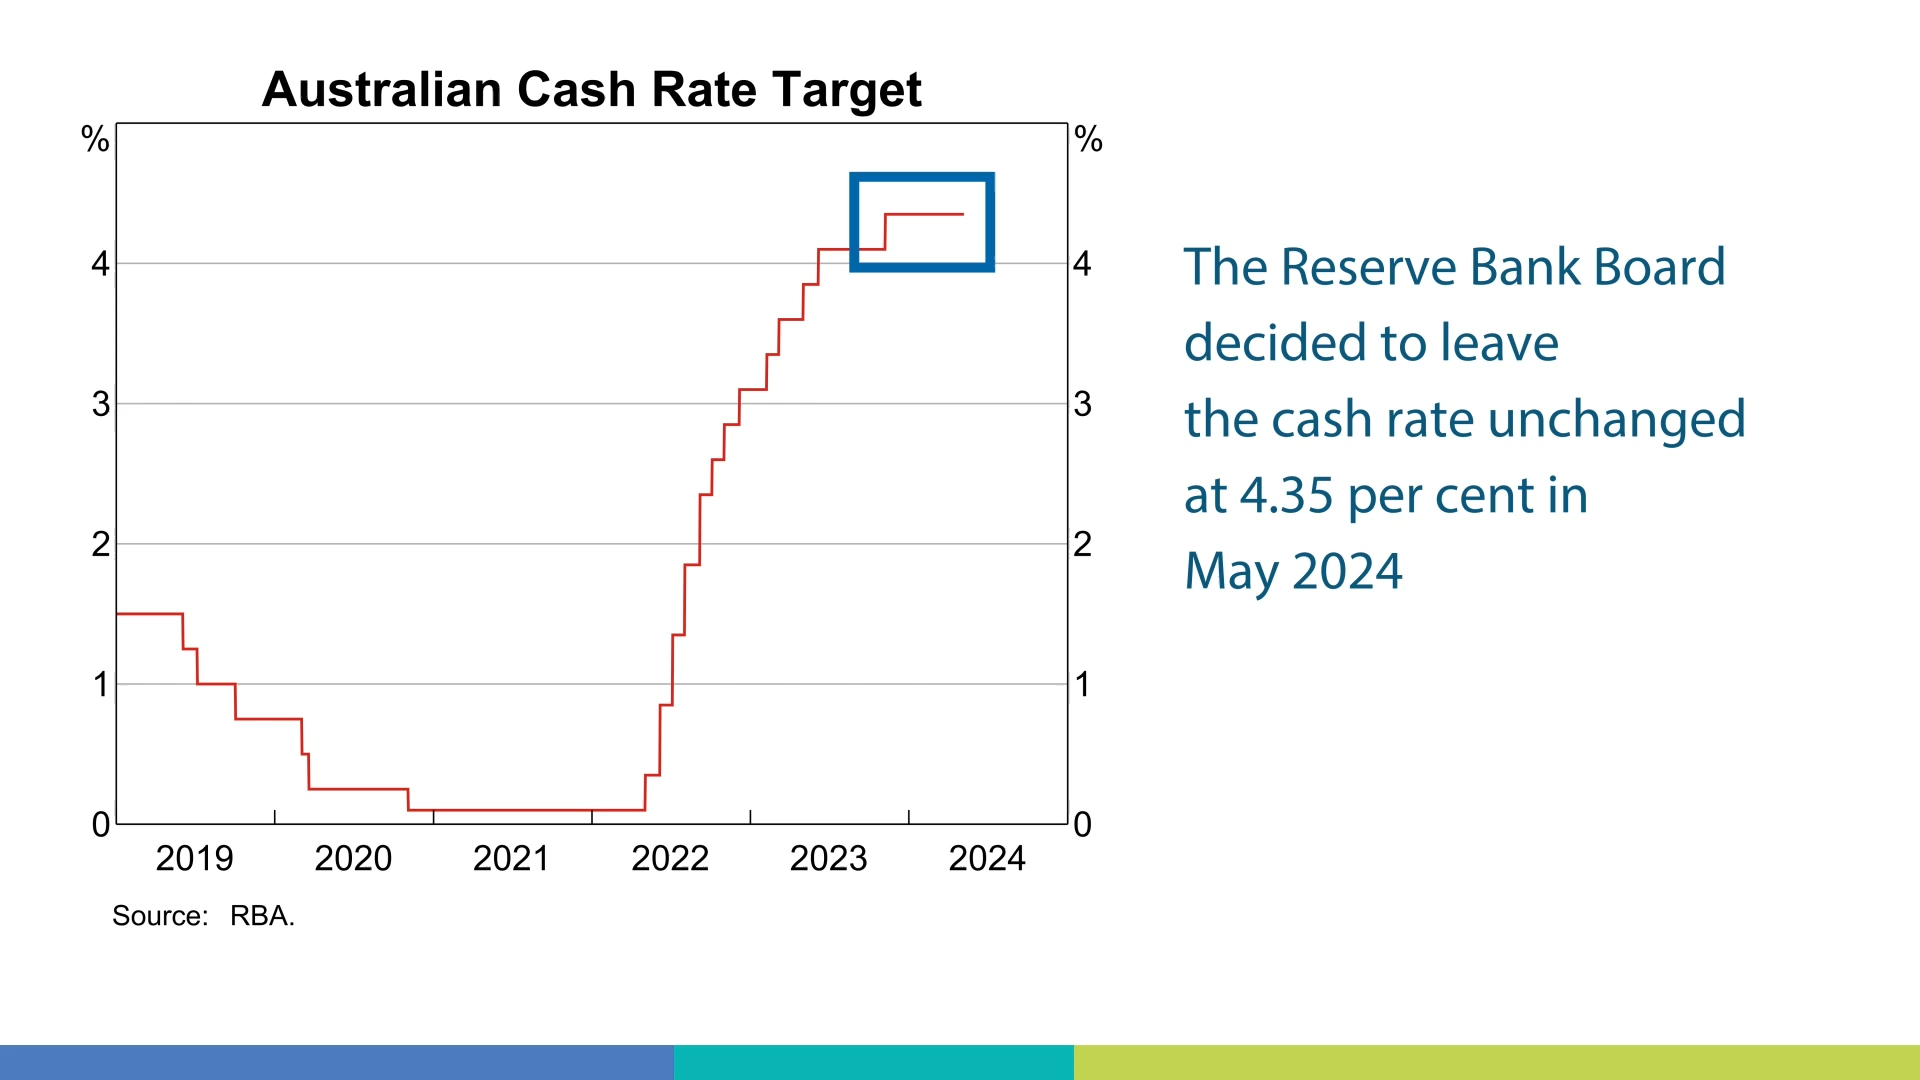 Australian Cash Rate Target
% %
4 4
3 3
2 2
1 1
0 0
2019 2020 2021 2022 2023 2024
Source: RBA.
The Reserve Bank Board
decided to leave
the cash rate unchanged
at 4.35 per cent in
May 2024